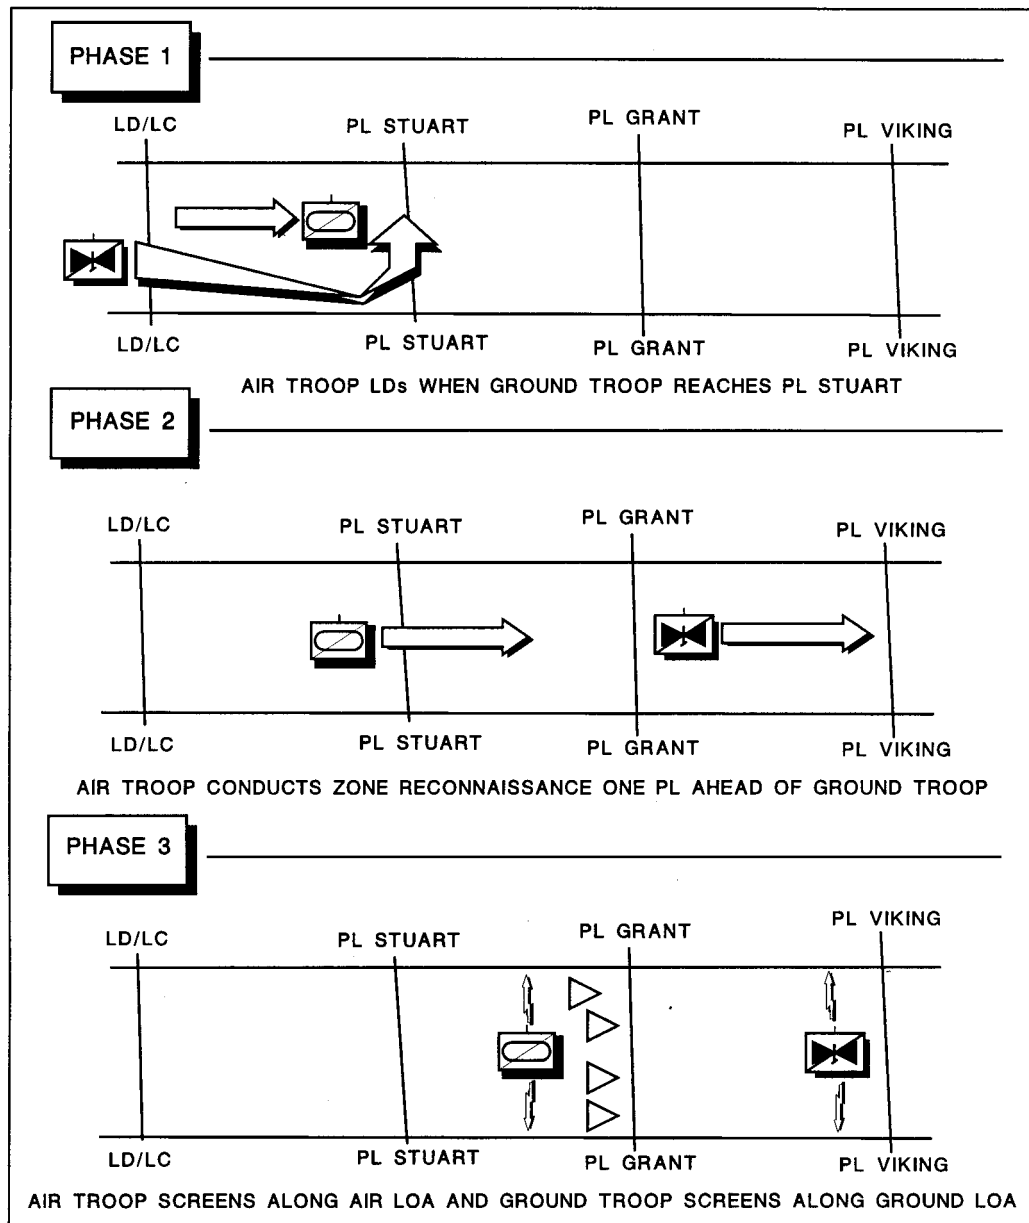 PHASE 1
LD/LC PL STUART PL GRANT PL VIKING
LD/LC PL STUART PL GRANT PL VIKING
AIR TROOP LDs WHEN GROUND TROOP REACHES PL STUART
PHASE 2
LD/LC PL STUART PL GRANT PL VIKING
LD/LC PL STUART PL GRANT PL VIKING
AIR TROOP CONDUCTS ZONE RECONNAISSANCE ONE PL AHEAD OF GROUND TROOP
PHASE 3
LD/LC PL STUART PL GRANT PL VIKING
LD/LC PL STUART PL GRANT PL VIKING
AIR TROOP SCREENS ALONG AIR LOA AND GROUND TROOP SCREENS ALONG GROUND LOA